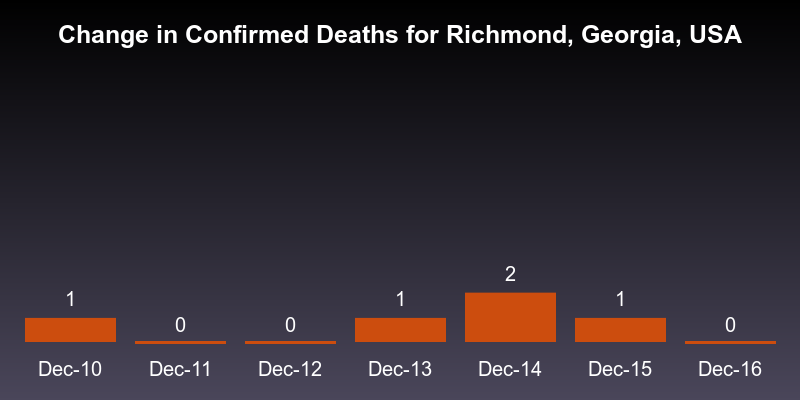 Change in Confirmed Deaths for Richmond, Georgia, USA
1
0
0
1
2
1
0
Dec-10
Dec-11
Dec-12
Dec-13
Dec-14
Dec-15
Dec-16